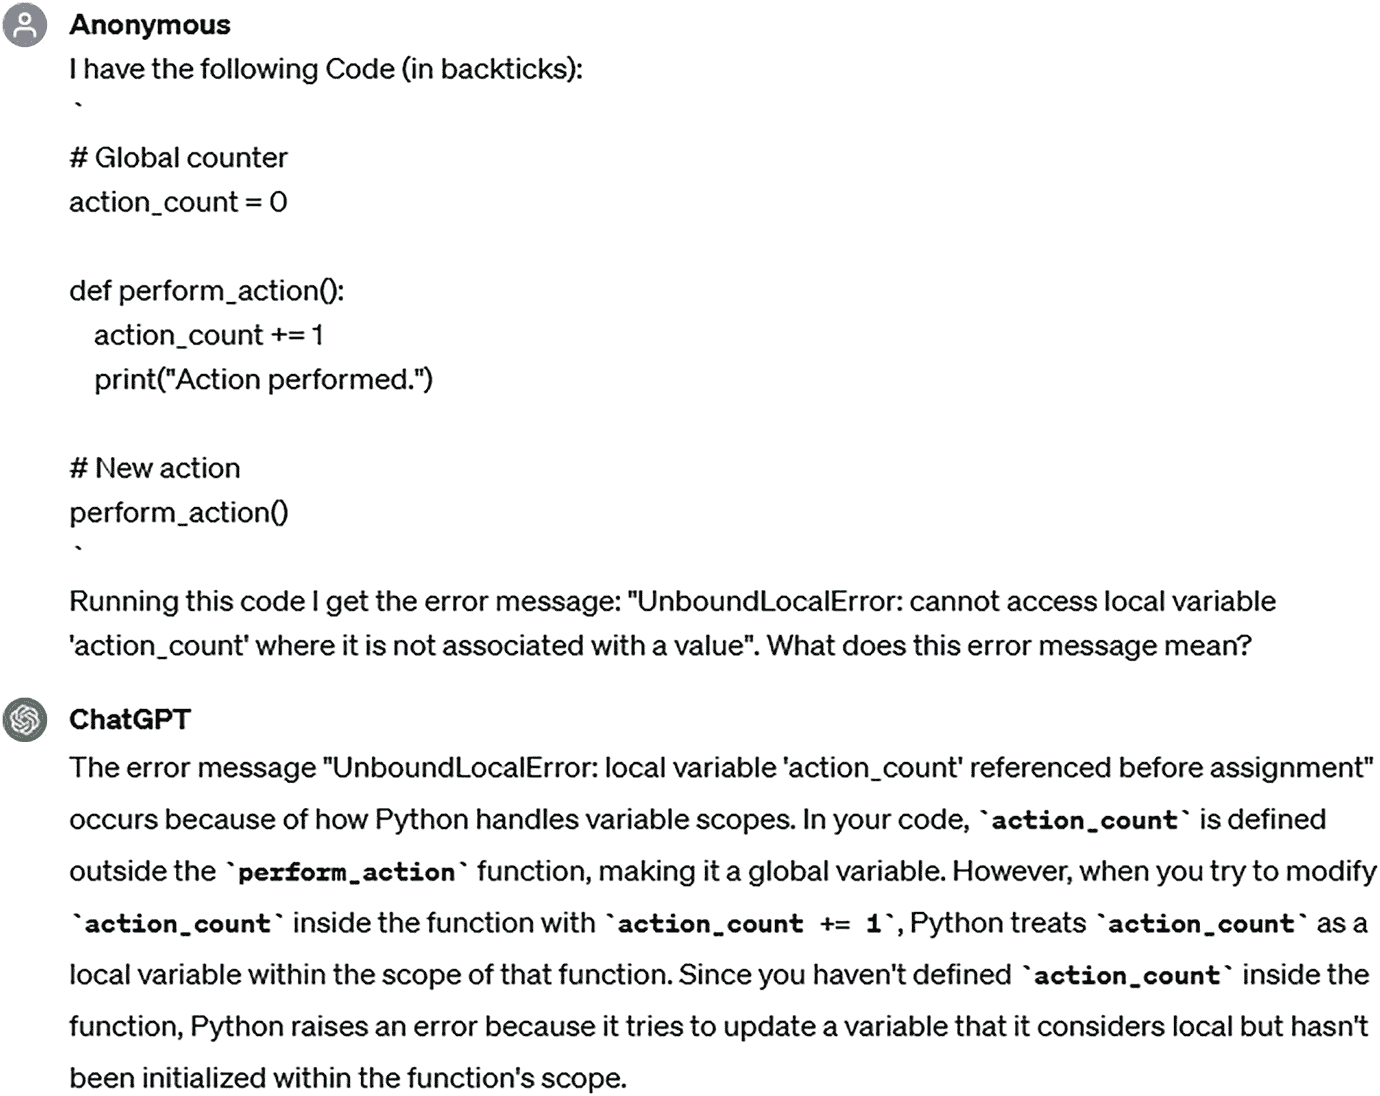 Anonymous
I have the following Code (in backticks):
`
# Global counter
action_count = 0
def perform_action():
action_count += 1
print("Action performed.")
# New action
perform_action()
`
Running this code I get the error message: "UnboundLocalError: cannot access local variable
'action_count' where it is not associated with a value". What does this error message mean?
ChatGPT
The error message "UnboundLocalError: local variable 'action_count' referenced before assignment"
occurs because of how Python handles variable scopes. In your code, `action_count` is defined
outside the `perform_action` function, making it a global variable. However, when you try to modify
`action_count` inside the function with `action_count += 1`, Python treats `action_count` as a
local variable within the scope of that function. Since you haven't defined `action_count` inside the
function, Python raises an error because it tries to update a variable that it considers local but hasn't
been initialized within the function's scope.